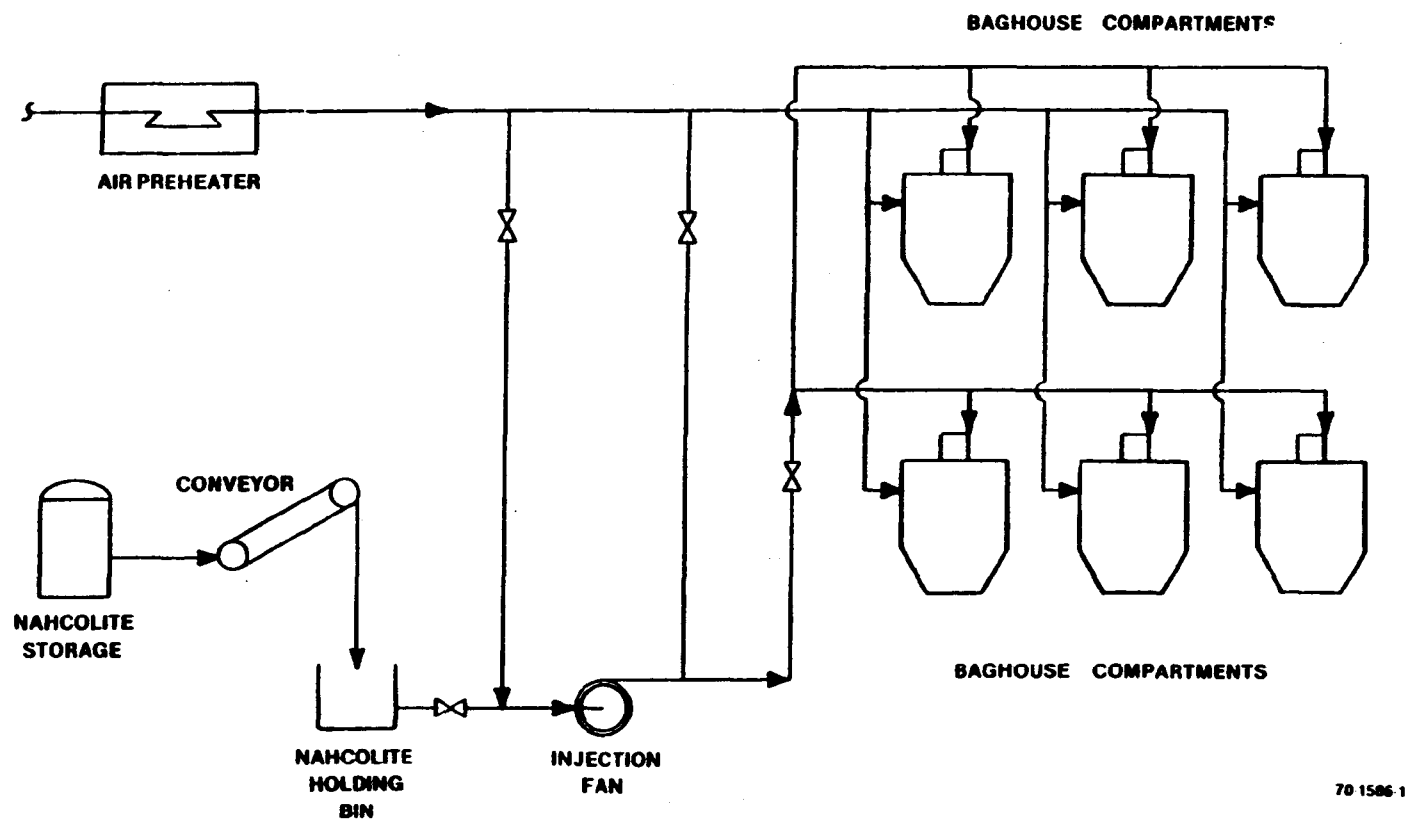 BAGHOUSE COMPARTMENTS
AIR PREHEATER
CONVEYOR
NAHCOLITE
STORAGE
BAGHOUSE COMPARTMENTS
NAHCOLITE
HOLDING
BIN
INJECTION
FAN
70-1586-1